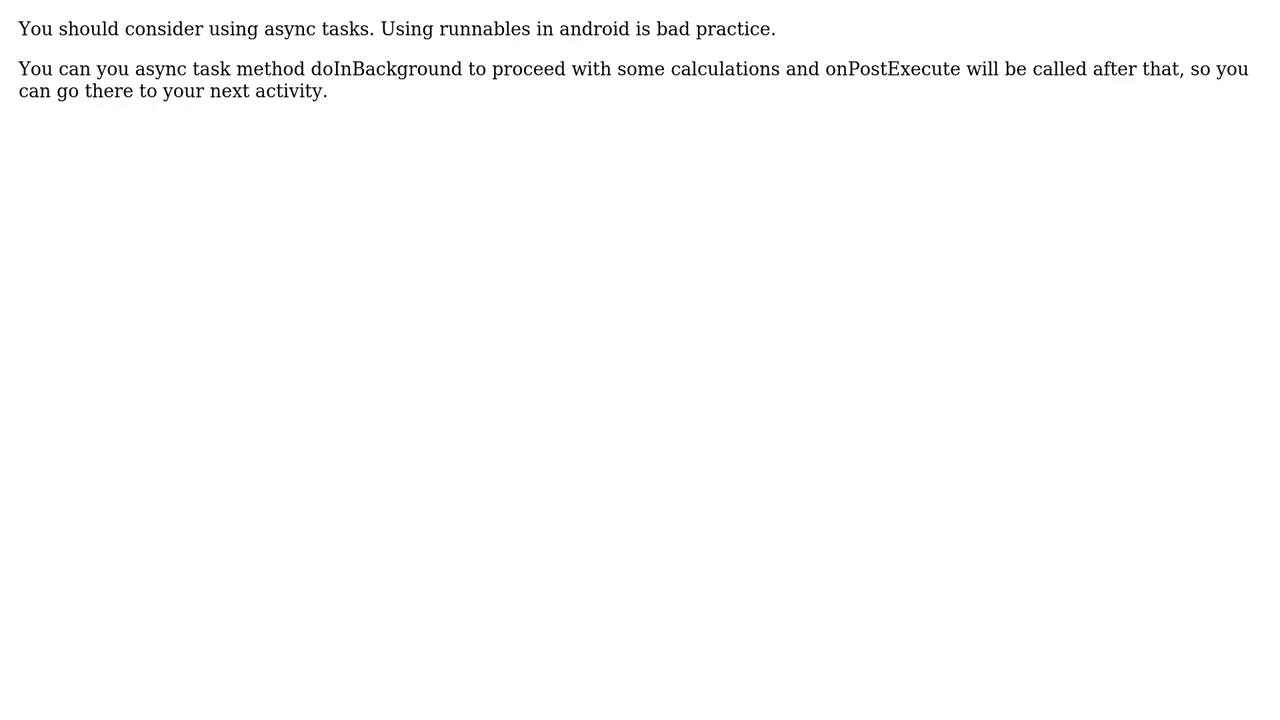 You should consider using async tasks. Using runnables in android is bad practice.
You can you async task method doInBackground to proceed with some calculations and onPostExecute will be called after that, so you
can go there to your next activity.